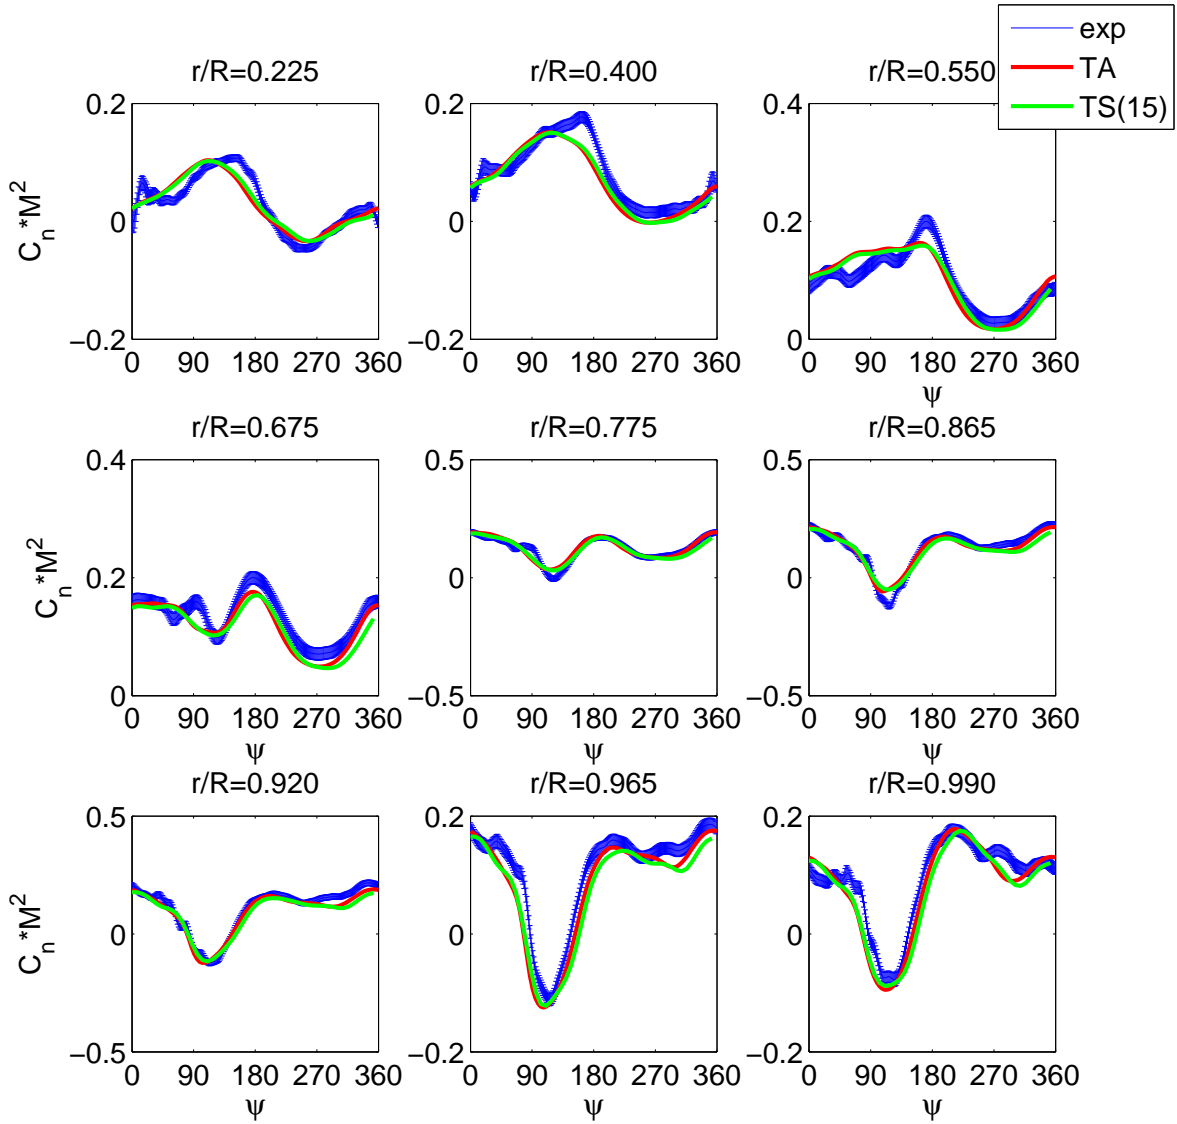 exp
TA
TS(15)
r/R=0.225 r/R=0.400 r/R=0.550
0.2 0.2 0.4
0 0 0.2
−0.2 −0.2 0
C_n*M^2
0 90 180 270 360 0 90 180 270 360 0 90 180 270 360
ψ
r/R=0.675 r/R=0.775 r/R=0.865
0.4 0.5 0.5
0.2 0 0
0 −0.5 −0.5
C_n*M^2
0 90 180 270 360 0 90 180 270 360 0 90 180 270 360
ψ ψ ψ
r/R=0.920 r/R=0.965 r/R=0.990
0.5 0.2 0.2
0 0 0
−0.5 −0.2 −0.2
C_n*M^2
0 90 180 270 360 0 90 180 270 360 0 90 180 270 360
ψ ψ ψ